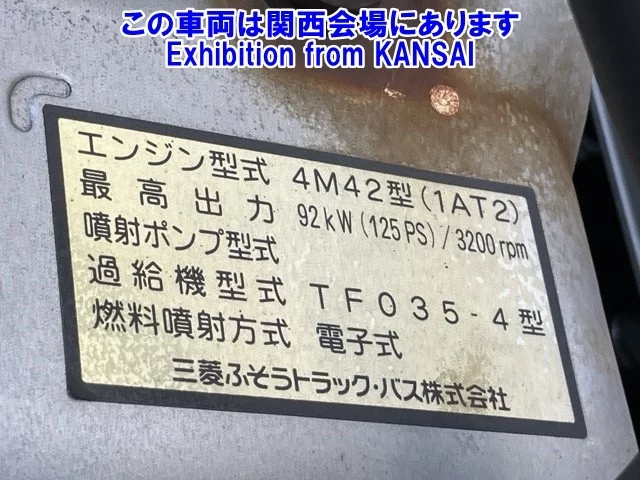 この車両は関西会場にあります
Exhibition from KANSAI
エンジン型式 4M42型(1AT2)
最高出力 92kW(125PS)/3200rpm
噴射ポンプ型式
過給機型式 TF035-4型
燃料噴射方式 電子式
三菱ふそうトラック・バス株式会社